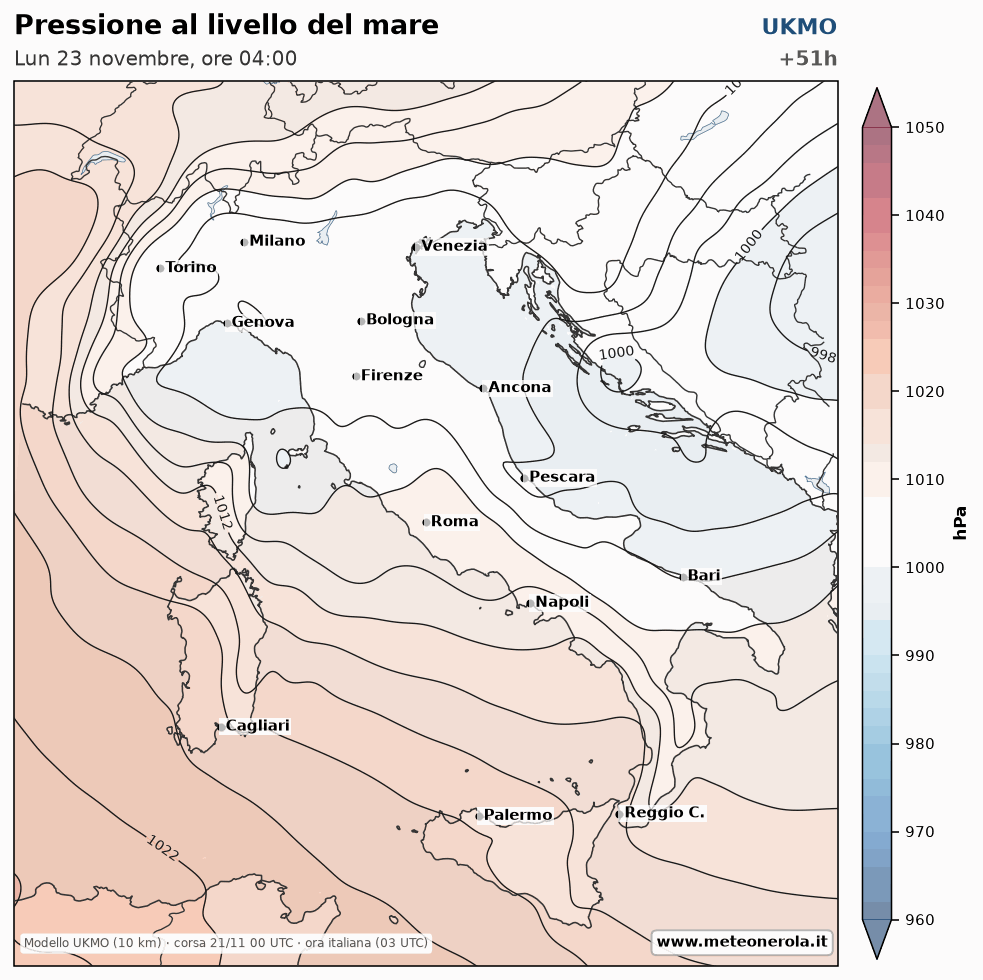 Pressione al livello del mare
UKMO
Lun 23 novembre, ore 04:00
+51h
1000
998
1000
1012
1022
Milano
Venezia
Torino
Genova
Bologna
Firenze
Ancona
Pescara
Roma
Bari
Napoli
Cagliari
Palermo
Reggio C.
1050
1040
1030
1020
1010
1000
990
980
970
960
hPa
Modello UKMO (10 km) · corsa 21/11 00 UTC · ora italiana (03 UTC)
www.meteonerola.it